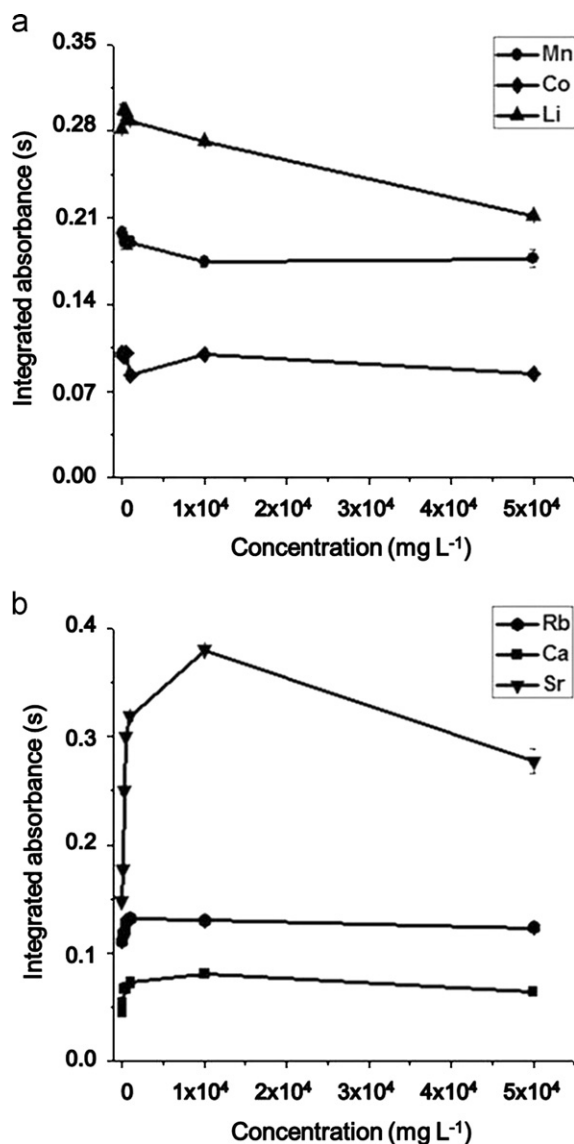 a
0.35
0.28
0.21
0.14
0.07
0.00
Integrated absorbance (s)
Mn
Co
Li
0 1x10⁴ 2x10⁴ 3x10⁴ 4x10⁴ 5x10⁴
Concentration (mg L⁻¹)
b
0.4
0.3
0.2
0.1
0.0
Integrated absorbance (s)
Rb
Ca
Sr
0 1x10⁴ 2x10⁴ 3x10⁴ 4x10⁴ 5x10⁴
Concentration (mg L⁻¹)